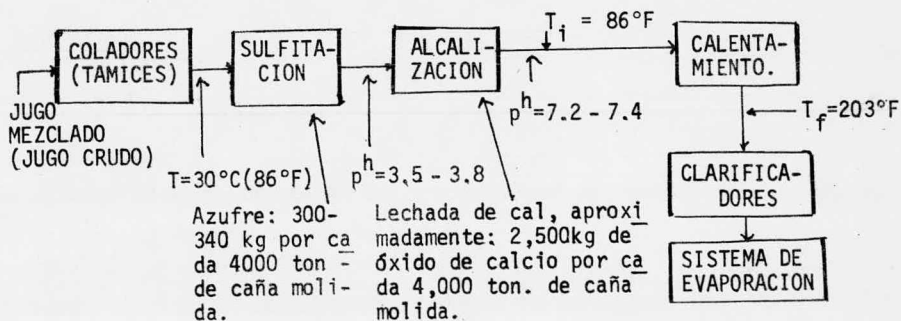 COLADORES
(TAMICES)
SULFITA-
CION
ALCALI-
ZACION
T_i = 86°F
CALENTA-
MIENTO.
JUGO
MEZCLADO
(JUGO CRUDO)
T=30°C(86°F)
p^h=3.5 - 3.8
p^h=7.2 - 7.4
T_f=203°F
CLARIFICA-
DORES
SISTEMA DE
EVAPORACION
Azufre: 300-
340 kg por ca
da 4000 ton -
de caña moli-
da.
Lechada de cal, aproxi
madamente: 2,500kg de
óxido de calcio por ca
da 4,000 ton. de caña
molida.